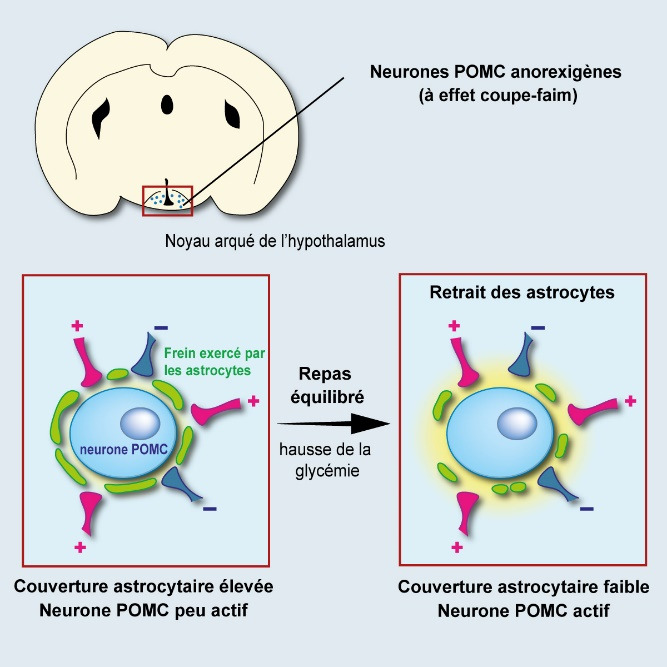 Neurones POMC anorexigènes
(à effet coupe-faim)
Noyau arqué de l'hypothalamus
+
–
Frein exercé par
les astrocytes
+
neurone POMC
–
+
Repas
équilibré
hausse de la
glycémie
Retrait des astrocytes
+
–
+
–
+
Couverture astrocytaire élevée
Neurone POMC peu actif
Couverture astrocytaire faible
Neurone POMC actif